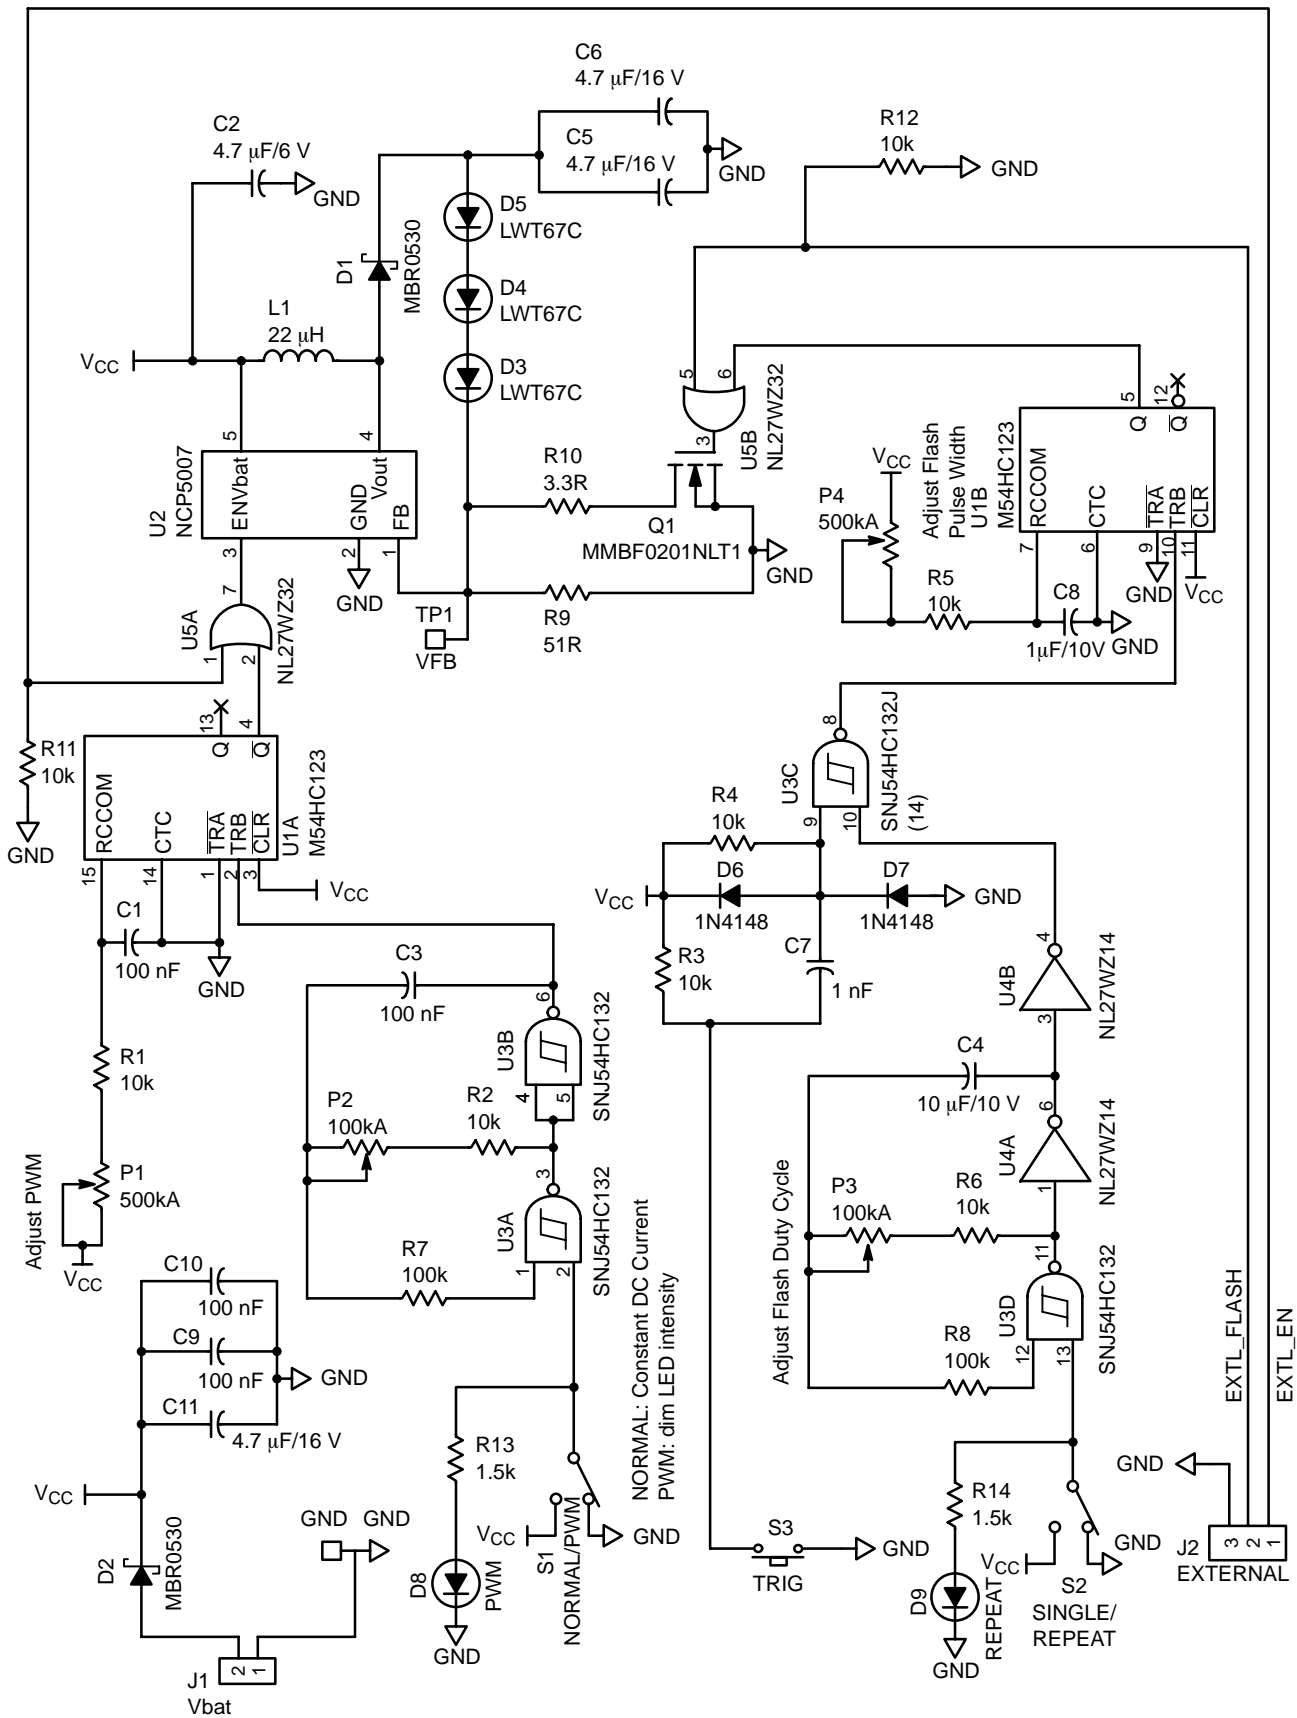 C6
4.7 μF/16 V
C2
4.7 μF/6 V
GND
C5
4.7 μF/16 V
GND
R12
10k
GND
D5
LWT67C
D1
MBR0530
D4
LWT67C
L1
22 μH
VCC
D3
LWT67C
5
4
ENVbat
Vout
GND
FB
U2
NCP5007
3
2
1
GND
R10
3.3R
Q1
MMBF0201NLT1
GND
TP1
VFB
R9
51R
5
6
3
U5B
NL27WZ32
5
12
Q
Q
RCCOM
CTC
TRA
TRB
CLR
7
6
9
10
11
M54HC123
U1B
Adjust Flash
Pulse Width
VCC
P4
500kA
R5
10k
C8
1μF/10V
GND
GND
VCC
7
U5A
1
2
NL27WZ32
13
4
Q
Q
RCCOM
CTC
TRA
TRB
CLR
15
14
1
2
3
U1A
M54HC123
R11
10k
GND
VCC
C1
100 nF
GND
R1
10k
P1
500kA
Adjust PWM
VCC
C3
100 nF
6
U3B
4
5
SNJ54HC132
P2
100kA
R2
10k
3
U3A
1
2
SNJ54HC132
R7
100k
8
U3C
9
10
SNJ54HC132J
(14)
R4
10k
VCC
D6
1N4148
D7
1N4148
GND
R3
10k
C7
1 nF
4
U4B
3
NL27WZ14
C4
10 μF/10 V
6
U4A
1
NL27WZ14
P3
100kA
R6
10k
Adjust Flash Duty Cycle
11
U3D
12
13
SNJ54HC132
R8
100k
C10
100 nF
C9
100 nF
C11
4.7 μF/16 V
GND
VCC
D2
MBR0530
GND
GND
2
1
J1
Vbat
R13
1.5k
D8
PWM
GND
VCC
S1
NORMAL/PWM
GND
NORMAL: Constant DC Current
PWM: dim LED intensity
S3
TRIG
GND
R14
1.5k
D9
REPEAT
GND
VCC
S2
SINGLE/
REPEAT
GND
GND
3
2
1
J2
EXTERNAL
EXTL_FLASH
EXTL_EN